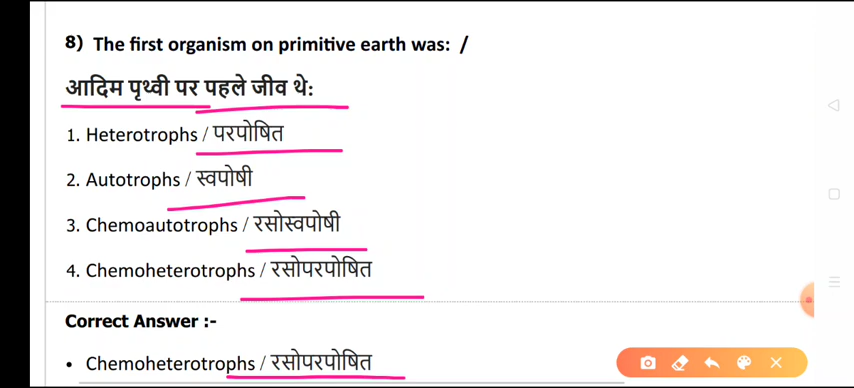 8) The first organism on primitive earth was: /
आदिम पृथ्वी पर पहले जीव थे:
1. Heterotrophs / परपोषित
2. Autotrophs / स्वपोषी
3. Chemoautotrophs / रसोस्वपोषी
4. Chemoheterotrophs / रसोपरपोषित
Correct Answer :-
• Chemoheterotrophs / रसोपरपोषित